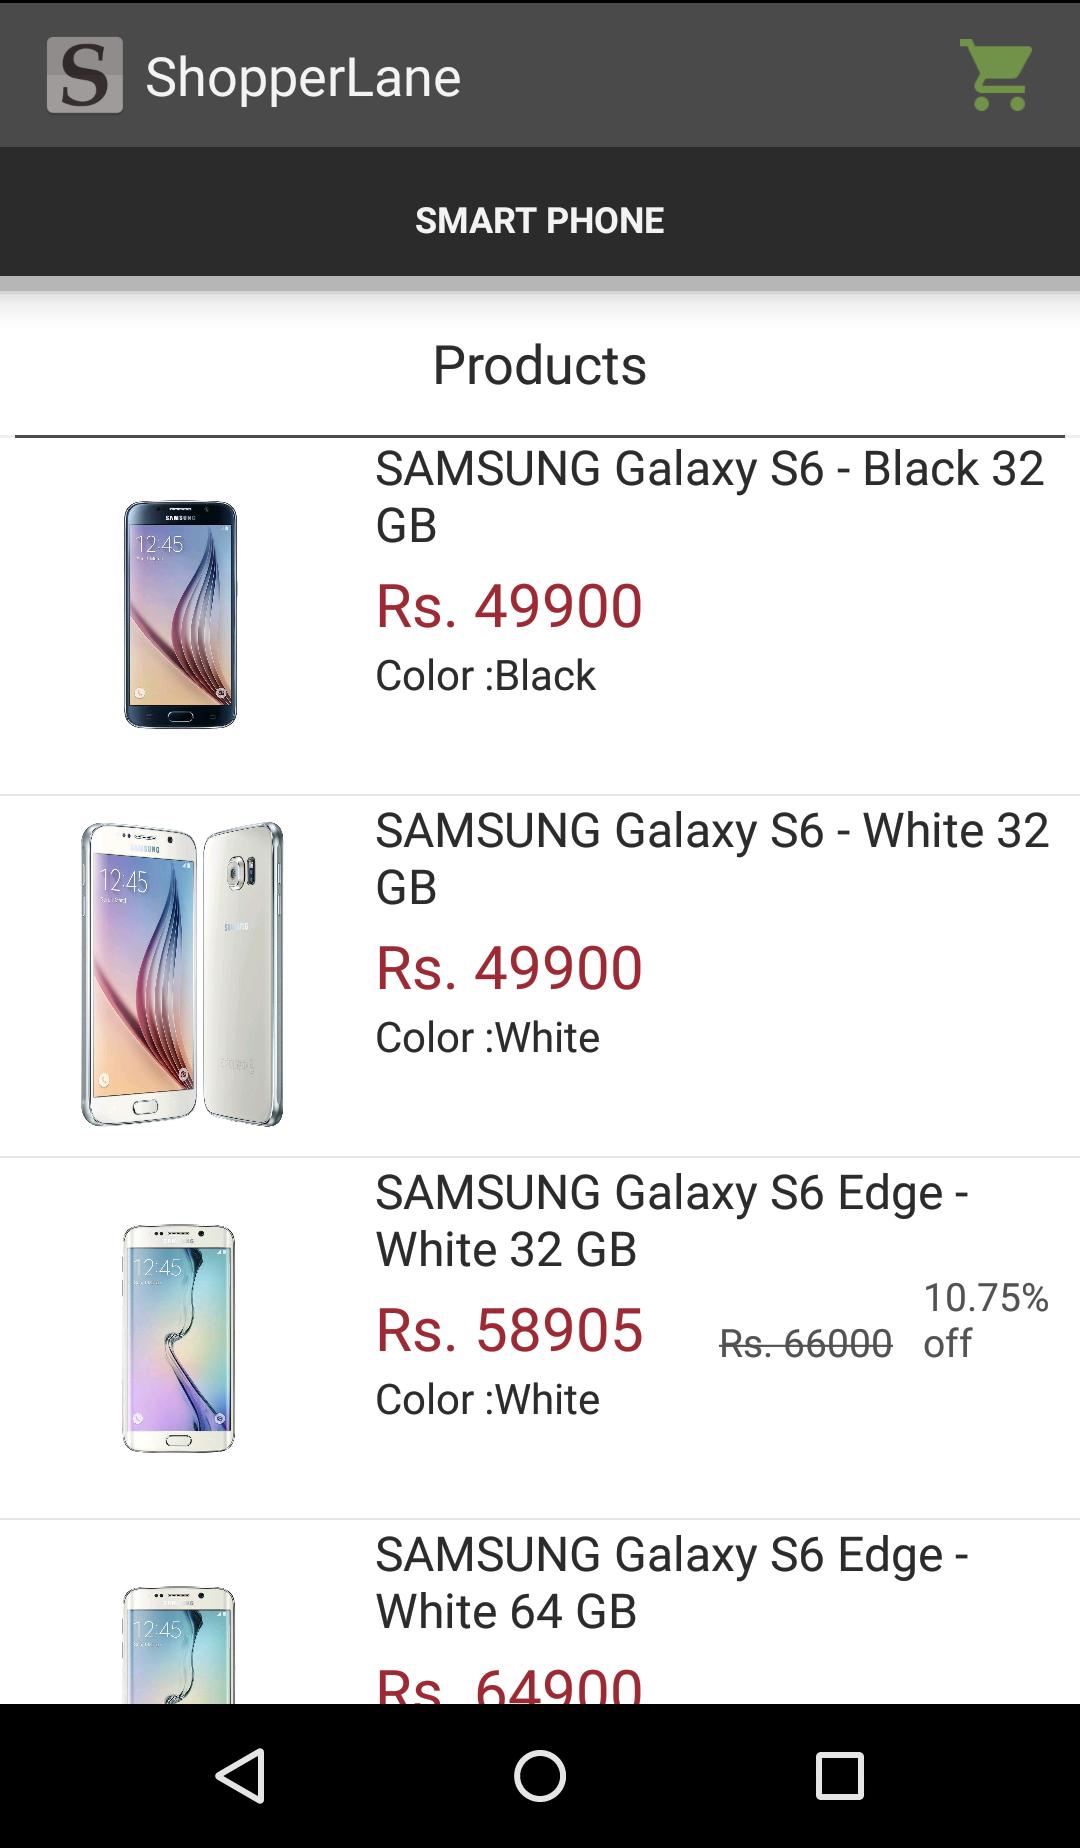 S ShopperLane
SMART PHONE
Products
SAMSUNG Galaxy S6 - Black 32
GB
Rs. 49900
Color :Black
SAMSUNG
12:45
SAMSUNG Galaxy S6 - White 32
GB
Rs. 49900
Color :White
SAMSUNG
12:45
SAMSUNG
SAMSUNG Galaxy S6 Edge -
White 32 GB
Rs. 58905
Rs. 66000
10.75%
off
Color :White
12:45
SAMSUNG Galaxy S6 Edge -
White 64 GB
Rs. 64900
12:45